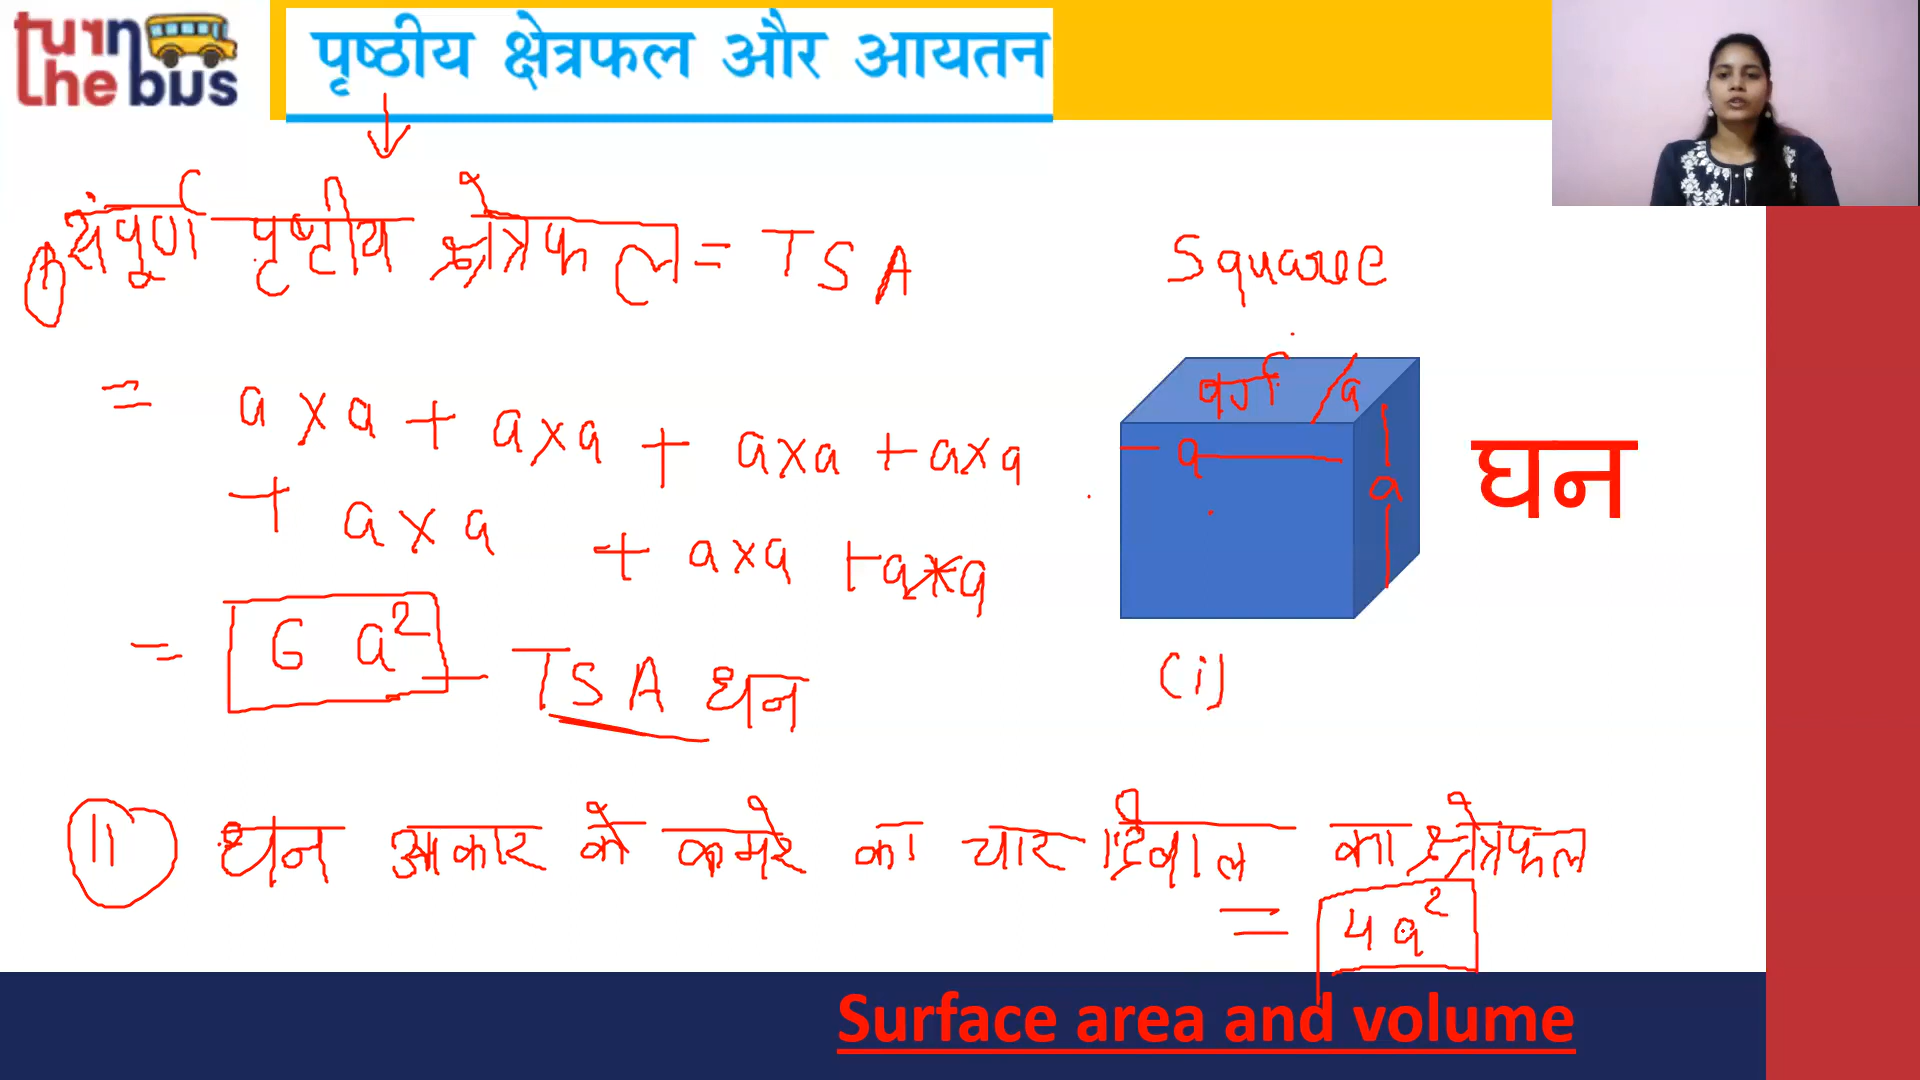 turn the bus
पृष्ठीय क्षेत्रफल और आयतन
(i) संपूर्ण पृष्टीय क्षेत्रफल = TSA
Square
= a × a + a × a + a × a + a × a
+ a × a + a × a + a × a
वर्ग a
a
a
घन
= 6 a² - TSA घन
(i)
(ii) घन आकार के कमरे का चार दिवाल का क्षेत्रफल
= 4a²
Surface area and volume